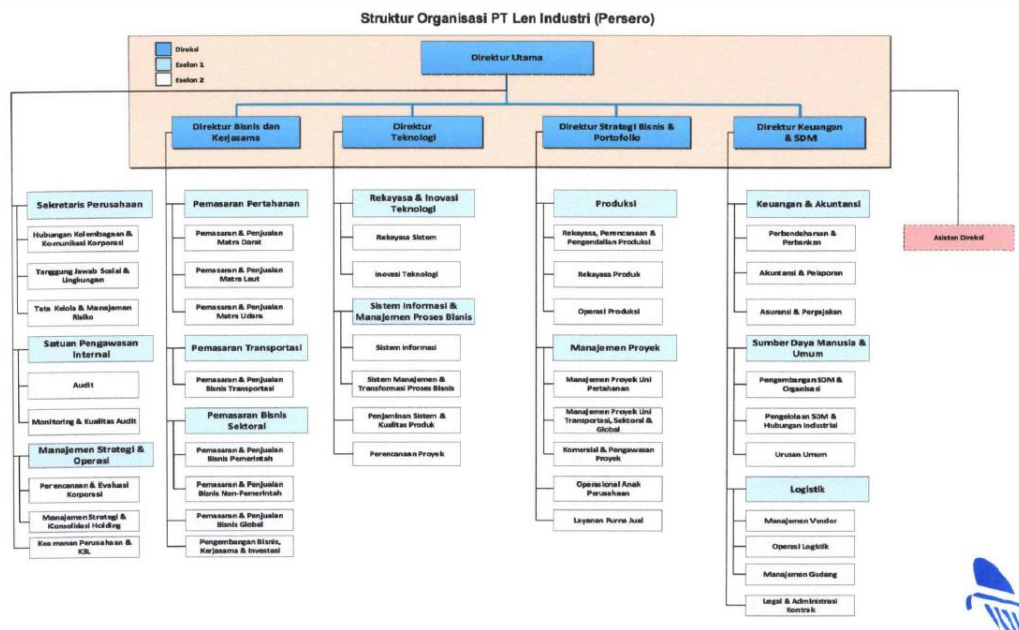 Struktur Organisasi PT Len Industri (Persero)
Direksi
Eselon 1
Eselon 2
Direktur Utama
Direktur Bisnis dan
Kerjasama
Direktur
Teknologi
Direktur Strategi Bisnis &
Portofolio
Direktur Keuangan
& SDM
Asisten Direksi
Sekretaris Perusahaan
Hubungan Kelembagaan &
Komunikasi Korporasi
Tanggung Jawab Sosial &
Lingkungan
Tata Kelola & Manajemen
Risiko
Satuan Pengawasan
Internal
Audit
Monitoring & Kualitas Audit
Manajemen Strategi &
Operasi
Perencanaan & Evaluasi
Korporasi
Manajemen Strategi &
Konsolidasi Holding
Keamanan Perusahaan &
K3L
Pemasaran Pertahanan
Pemasaran & Penjualan
Matra Darat
Pemasaran & Penjualan
Matra Laut
Pemasaran & Penjualan
Matra Udara
Pemasaran Transportasi
Pemasaran & Penjualan
Bisnis Transportasi
Pemasaran Bisnis
Sektoral
Pemasaran & Penjualan
Bisnis Pemerintah
Pemasaran & Penjualan
Bisnis Non-Pemerintah
Pemasaran & Penjualan
Bisnis Global
Pengembangan Bisnis,
Kerjasama & Investasi
Rekayasa & Inovasi
Teknologi
Rekayasa Sistem
Inovasi Teknologi
Sistem Informasi &
Manajemen Proses Bisnis
Sistem Informasi
Sistem Manajemen &
Transformasi Proses Bisnis
Penjaminan Sistem &
Kualitas Produk
Perencanaan Proyek
Produksi
Rekayasa, Perencanaan &
Pengendalian Produksi
Rekayasa Produk
Operasi Produksi
Manajemen Proyek
Manajemen Proyek Lini
Pertahanan
Manajemen Proyek Lini
Transportasi, Sektoral &
Global
Komersial & Pengawasan
Proyek
Operasional Anak
Perusahaan
Layanan Purna Jual
Keuangan & Akuntansi
Perbendaharaan &
Perbankan
Akuntansi & Pelaporan
Asuransi & Perpajakan
Sumber Daya Manusia &
Umum
Pengembangan SDM &
Organisasi
Pengelolaan SDM &
Hubungan Industrial
Urusan Umum
Logistik
Manajemen Vendor
Operasi Logistik
Manajemen Gudang
Legal & Administrasi
Kontrak